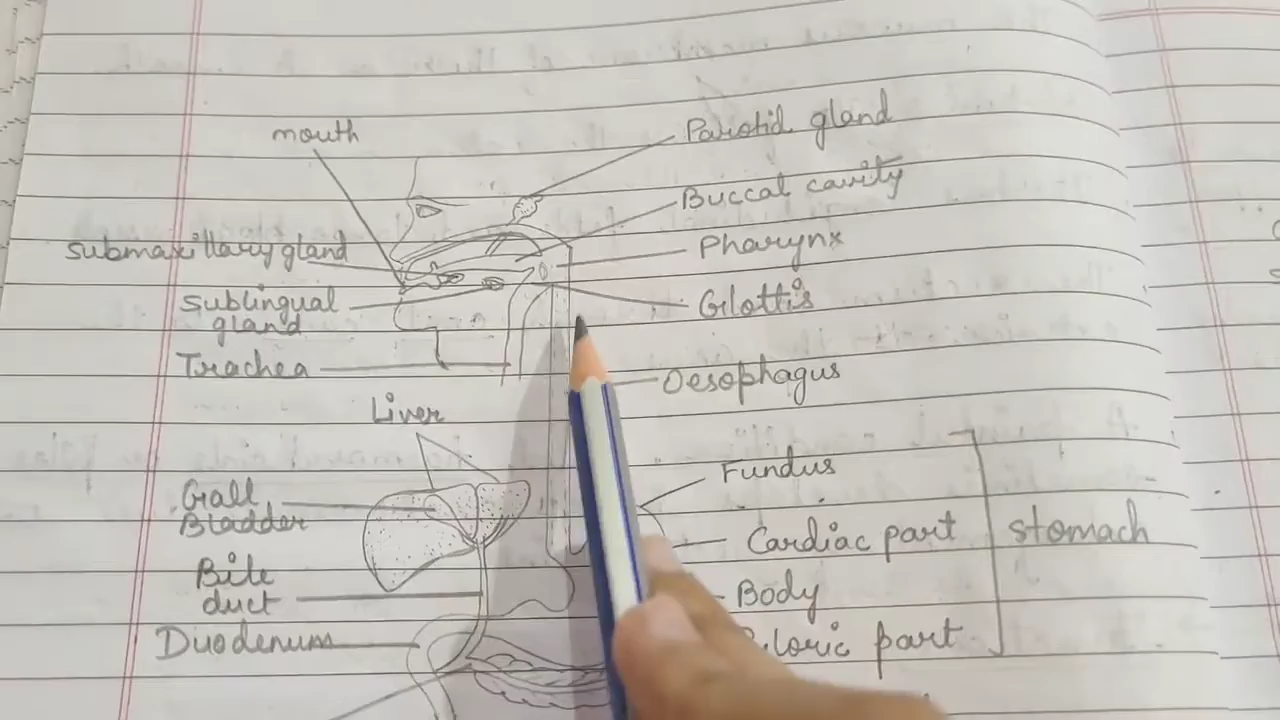 mouth
Parotid gland
Buccal cavity
submaxillary gland
Pharynx
Sublingual
gland
Glottis
Trachea
Oesophagus
Liver
Fundus
Gall
Bladder
Cardiac part
stomach
Bile
duct
Body
Duodenum
part